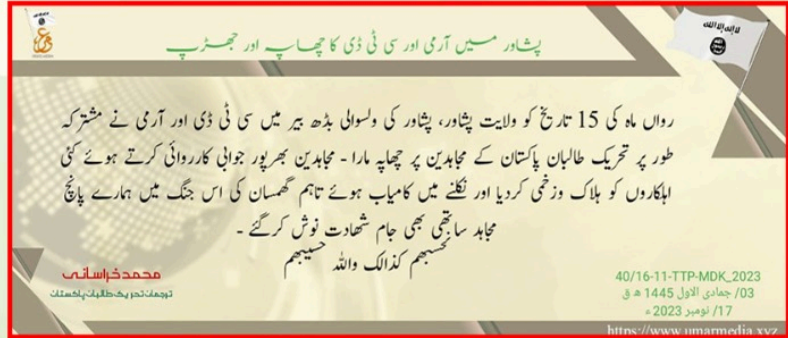 پشاور میں آرمی اور سی ٹی ڈی کا چھاپہ اور جھڑپ
رواں ماہ کی 15 تاریخ کو ولایت پشاور، پشاور کی ولسوالی بڈھ بیر میں سی ٹی ڈی اور آرمی نے مشترکہ
طور پر تحریک طالبان پاکستان کے مجاہدین پر چھاپہ مارا - مجاہدین بھرپور جوابی کارروائی کرتے ہوئے کئی
اہلکاروں کو ہلاک وزخمی کردیا اور نکلنے میں کامیاب ہوئے تاہم گھمسان کی اس جنگ میں ہمارے پانچ
مجاہد ساتھی بھی جام شھادت نوش کرگئے -
نحسبھم کذالک واللہ حسیبھم
محمد خراسانی
ترجمان تحریک طالبان پاکستان
40/16-11-TTP-MDK_2023
03/ جمادی الاول 1445 ھ ق
17/ نومبر 2023ء
https://www.umarmedia.xyz